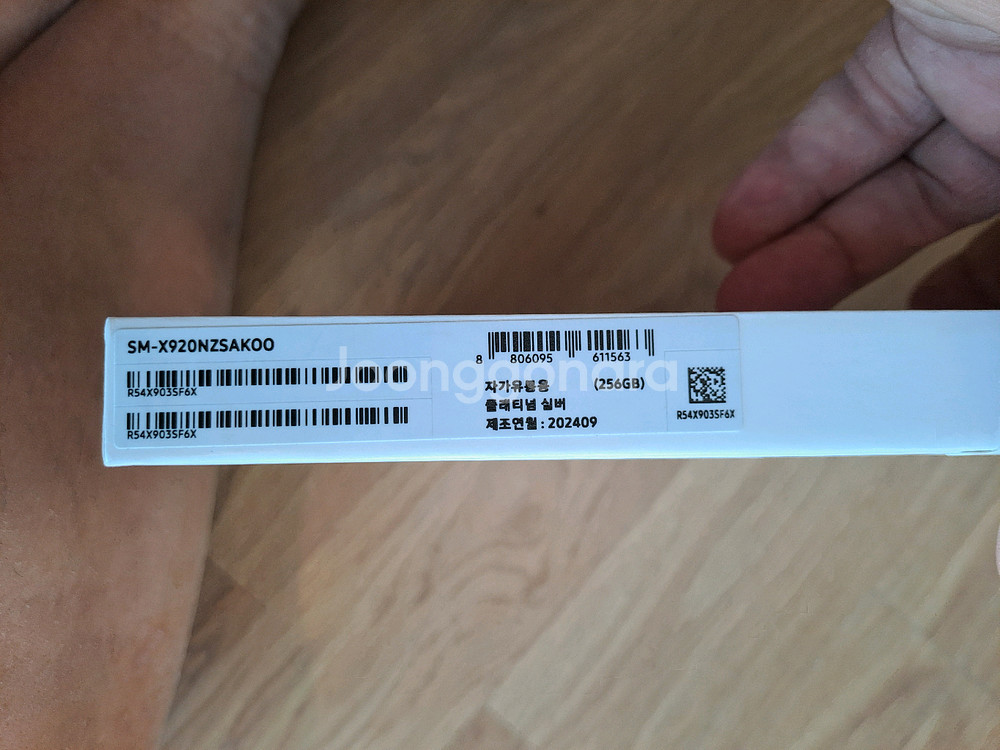 SM-X920NZSAKOO
R54X903SF6X
R54X903SF6X
8 806095 611563
자가유통용 (256GB)
플래티넘 실버
제조연월 : 202409
R54X903SF6X
Joonggonara